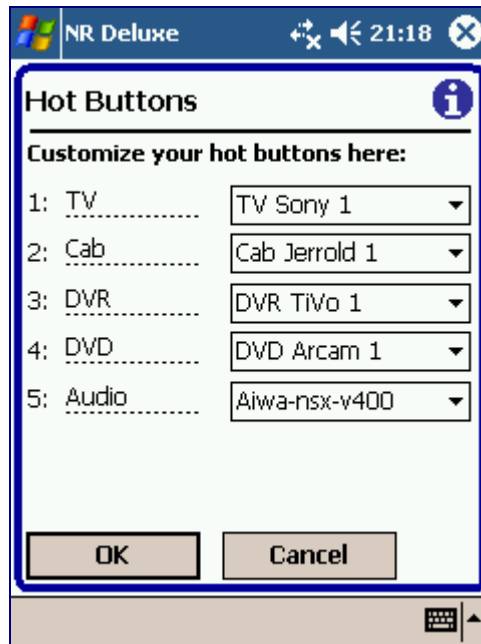 NR Deluxe 21:18
Hot Buttons
Customize your hot buttons here:
1: TV TV Sony 1
2: Cab Cab Jerrold 1
3: DVR DVR TiVo 1
4: DVD DVD Arcam 1
5: Audio Aiwa-nsx-v400
OK Cancel